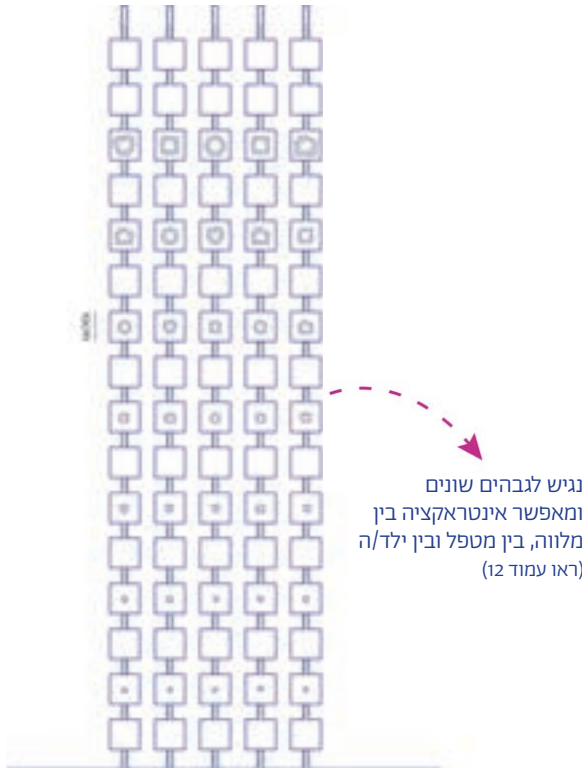 נגיש לגבהים שונים
ומאפשר אינטראקציה בין
מלווה, בין מטפל ובין ילד/ה
(ראו עמוד 12)